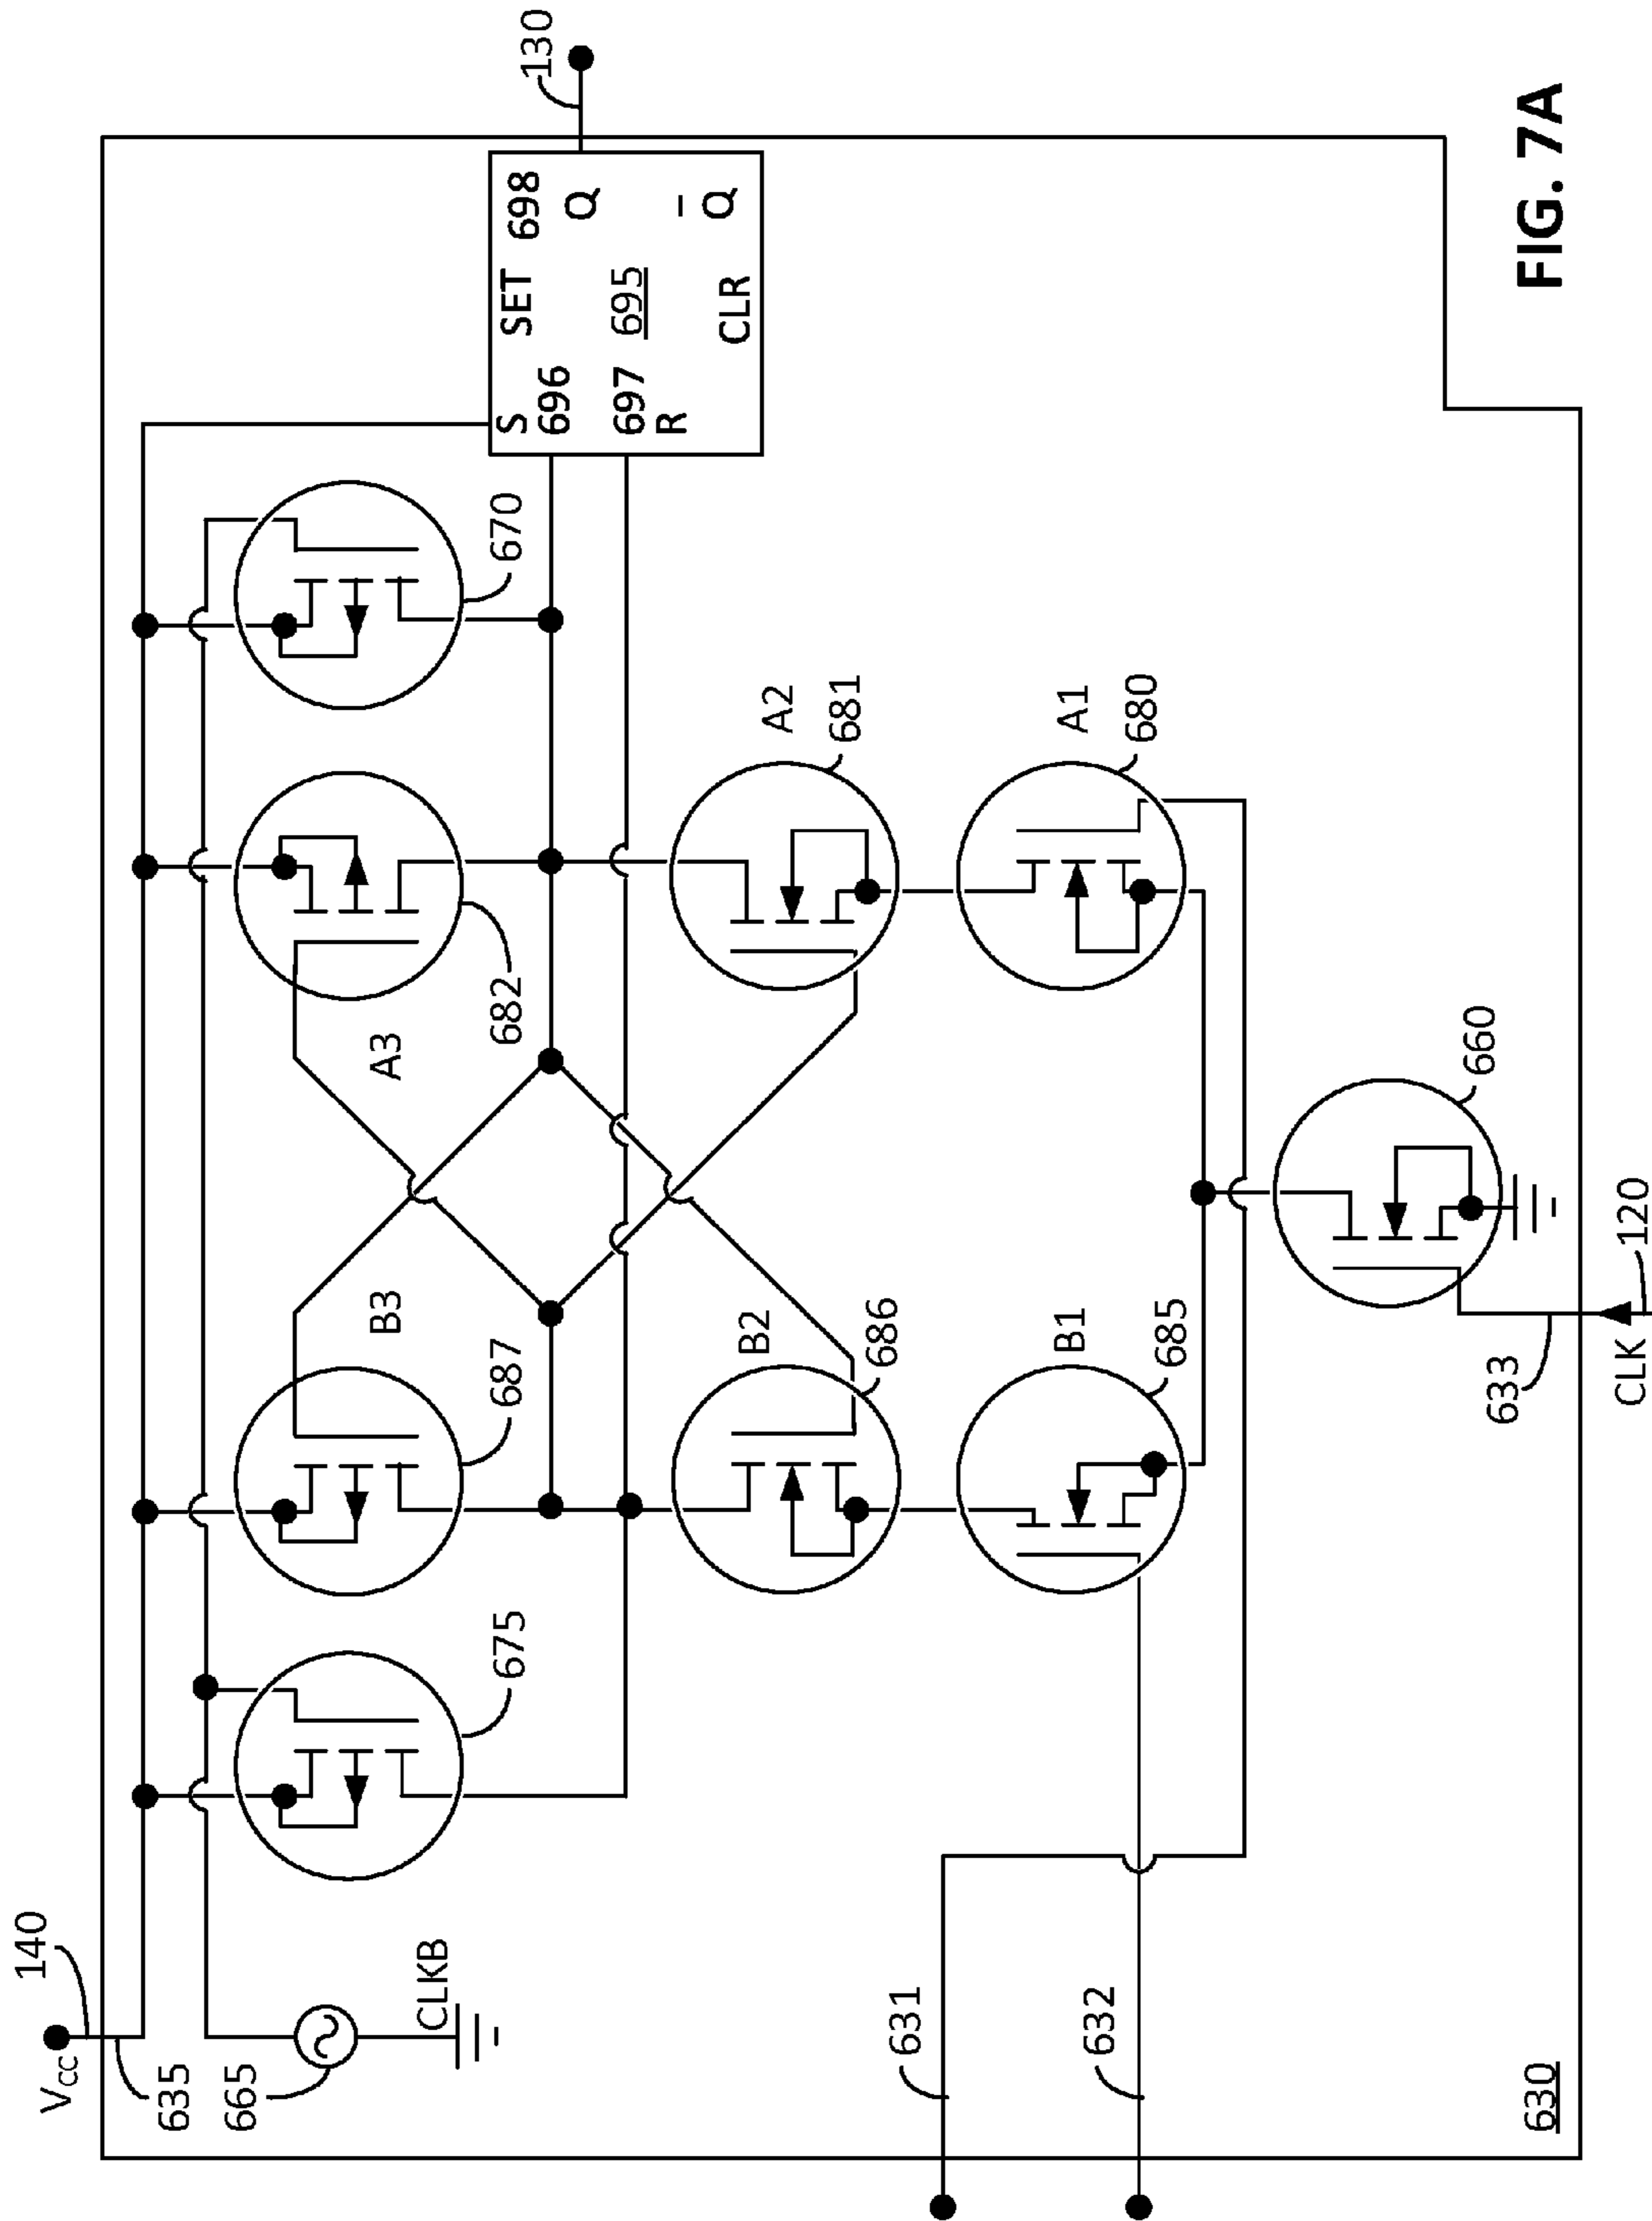 V CC
140
635
665
CLKB
675
687
B3
A3
682
670
S
SET
698
696
Q
695
697
R
CLR
Q
130
B2
686
A2
681
B1
685
A1
680
631
632
660
633
CLK
120
630
FIG. 7A